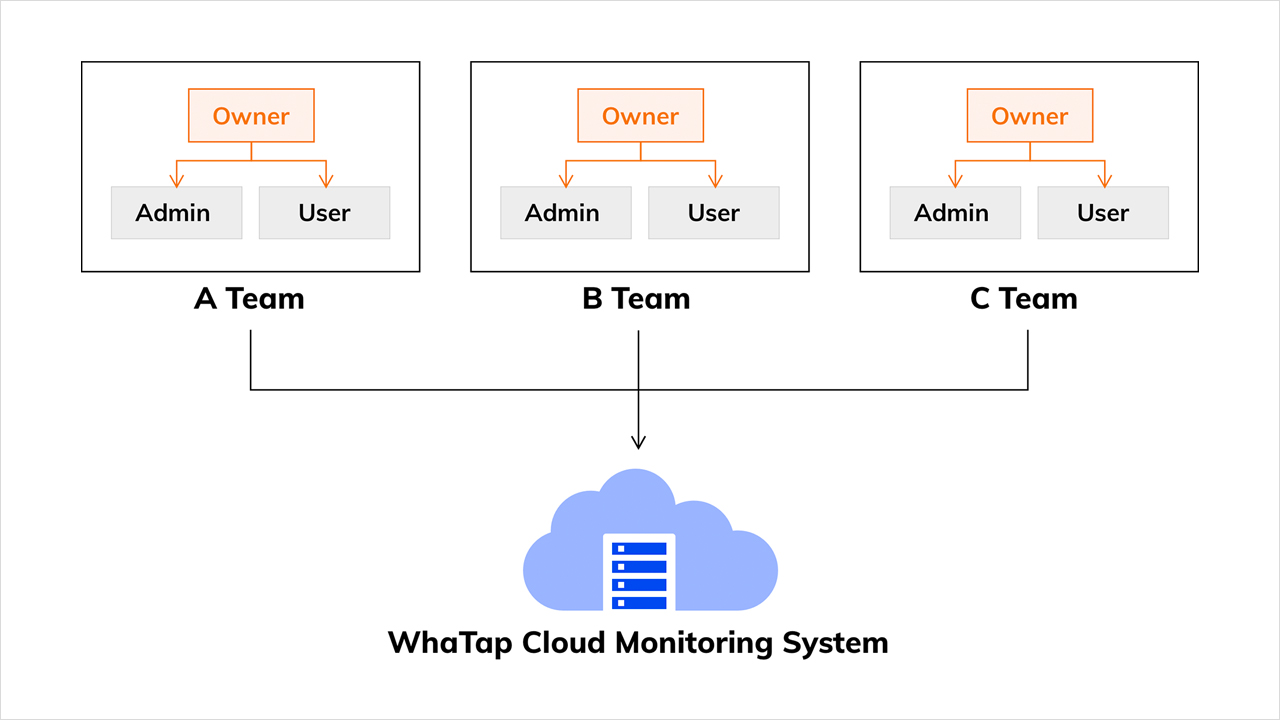 Owner
Admin
User
A Team
Owner
Admin
User
B Team
Owner
Admin
User
C Team
WhaTap Cloud Monitoring System